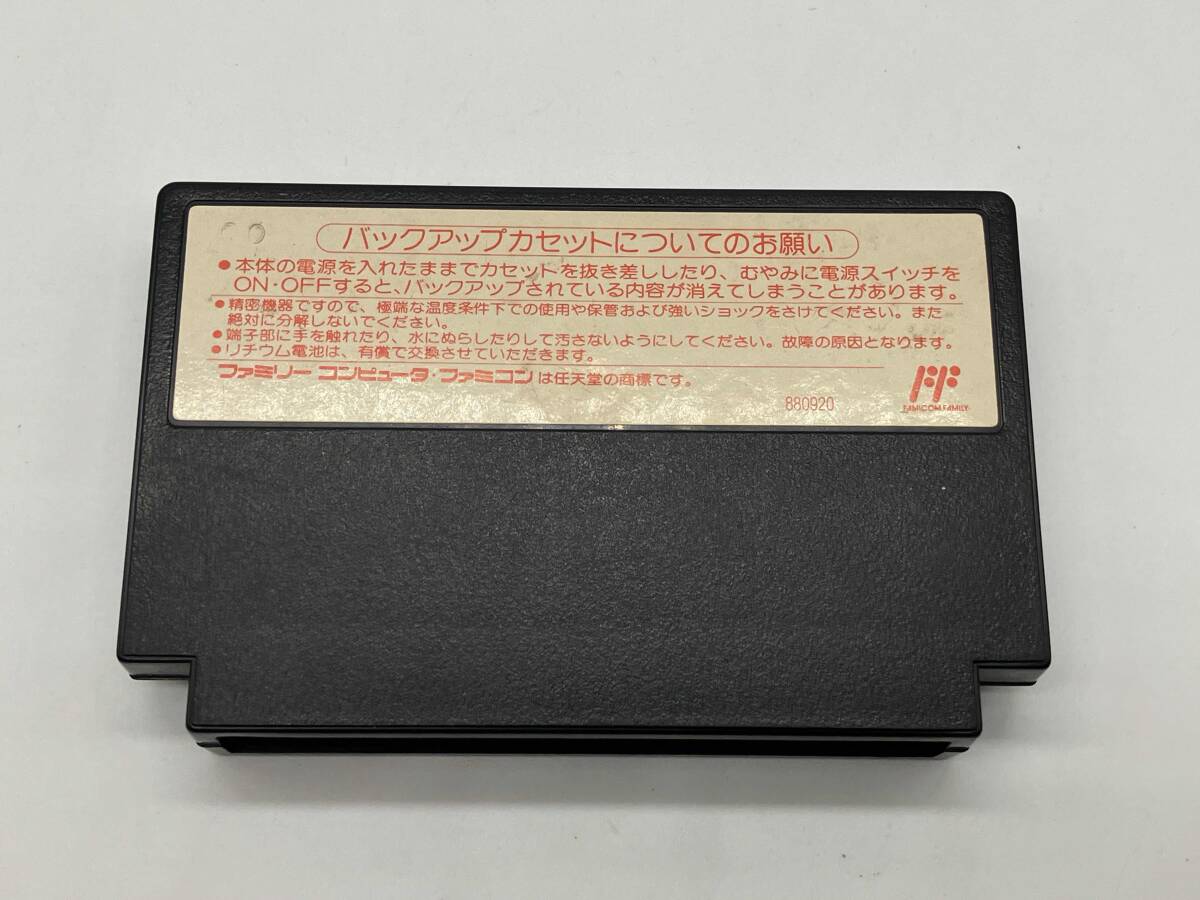 バックアップカセットについてのお願い
●本体の電源を入れたままでカセットを抜き差ししたり、むやみに電源スイッチを
ON・OFFすると、バックアップされている内容が消えてしまうことがあります。
●精密機器ですので、極端な温度条件下での使用や保管および強いショックをさけてください。また
絶対に分解しないでください。
●端子部に手を触れたり、水にぬらしたりして汚さないようにしてください。故障の原因となります。
●リチウム電池は、有償で交換させていただきます。
ファミリー コンピュータ・ファミコンは任天堂の商標です。
880920
FAMICOM FAMILY